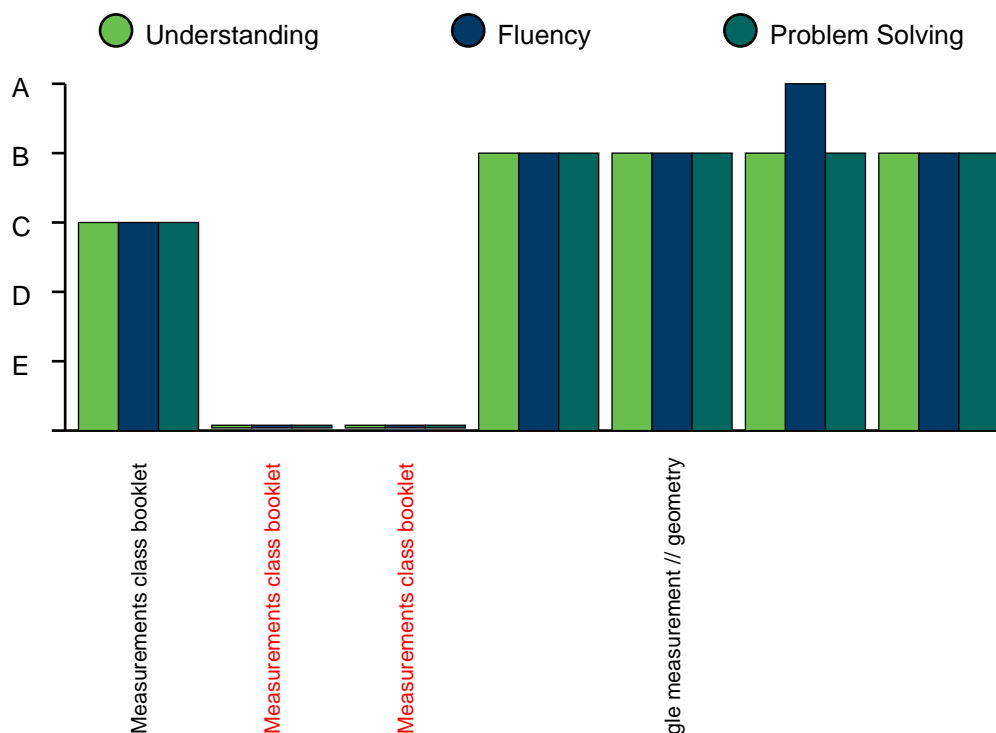 Understanding
Fluency
Problem Solving
A
B
C
D
E
Measurements class booklet
Measurements class booklet
Measurements class booklet
gle measurement // geometry